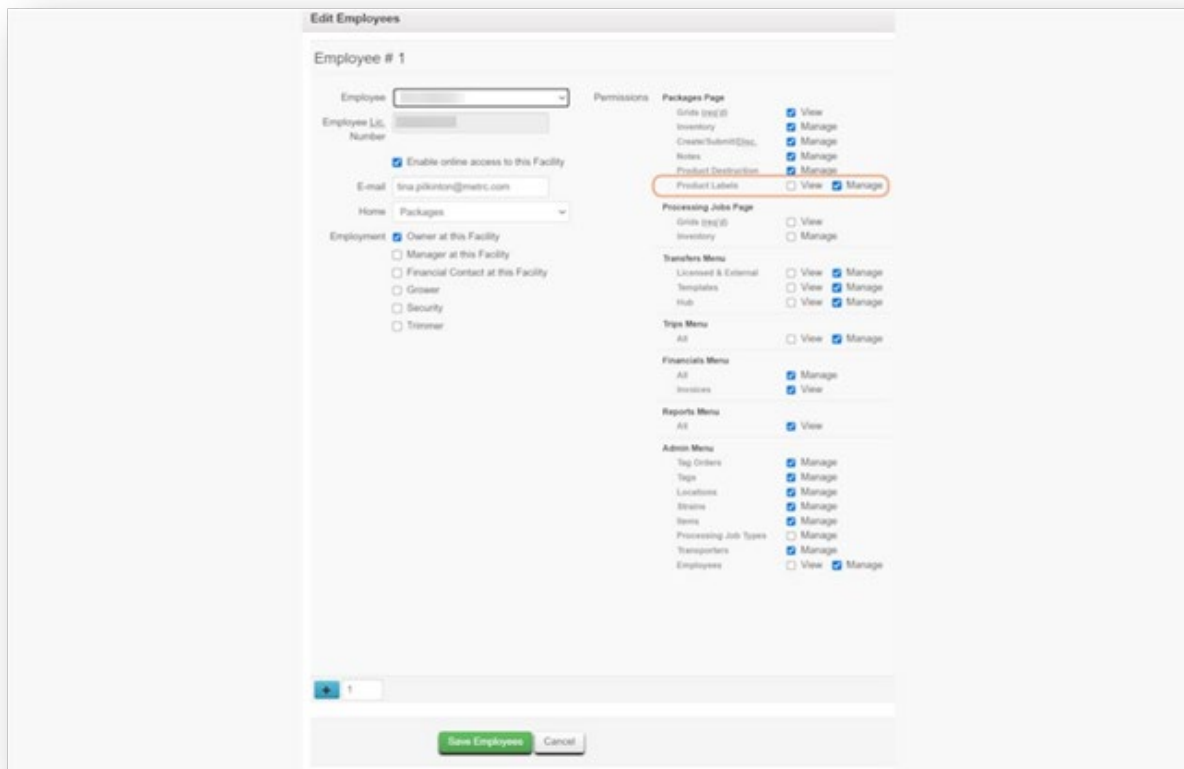 Edit Employees
Employee # 1
Employee
Employee Lic. Number
Enable online access to this Facility
E-mail tina.pilkinton@metrc.com
Home Packages
Employment Owner at this Facility
Manager at this Facility
Financial Contact at this Facility
Grower
Security
Trimmer
Permissions
Packages Page
Grids (req'd) View
Inventory Manage
Create/Submit/Disc. Manage
Notes Manage
Product Destruction Manage
Product Labels View Manage
Processing Jobs Page
Grids (req'd) View
Inventory Manage
Transfers Menu
Licensed & External View Manage
Templates View Manage
Hub View Manage
Trips Menu
All View Manage
Financials Menu
All Manage
Invoices View
Reports Menu
All View
Admin Menu
Tag Orders Manage
Tags Manage
Locations Manage
Strains Manage
Items Manage
Processing Job Types Manage
Transporters Manage
Employees View Manage
+ 1
Save Employees Cancel